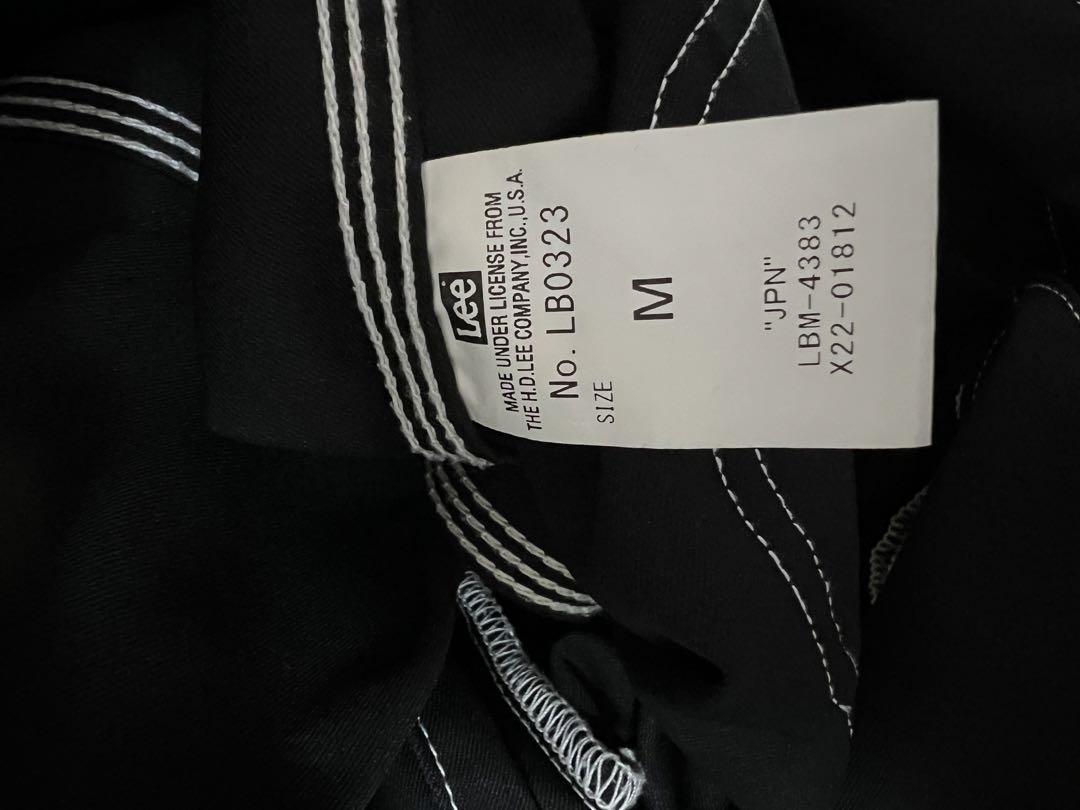 Lee
MADE UNDER LICENSE FROM
THE H.D.LEE COMPANY,INC.,U.S.A.
No. LB0323
SIZE
M
"JPN"
LBM-4383
X22-01812